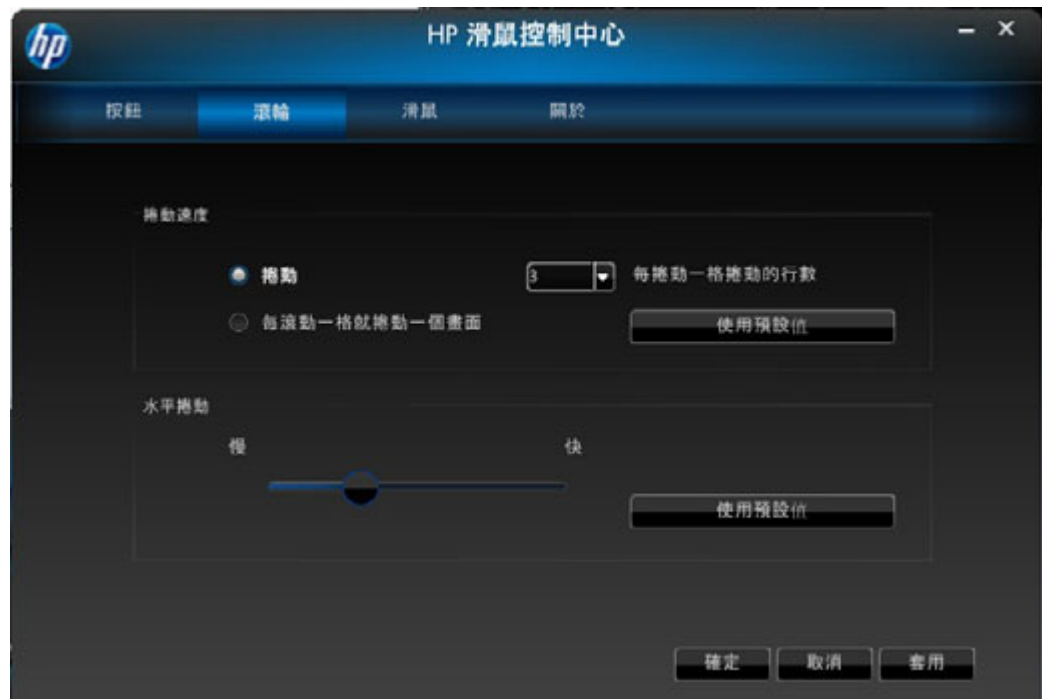 hp
HP 滑鼠控制中心
按鈕 滾輪 滑鼠 關於
捲動速度
捲動 3 每捲動一格捲動的行數
每滾動一格就捲動一個畫面 使用預設值
水平捲動
慢 快
使用預設值
確定 取消 套用